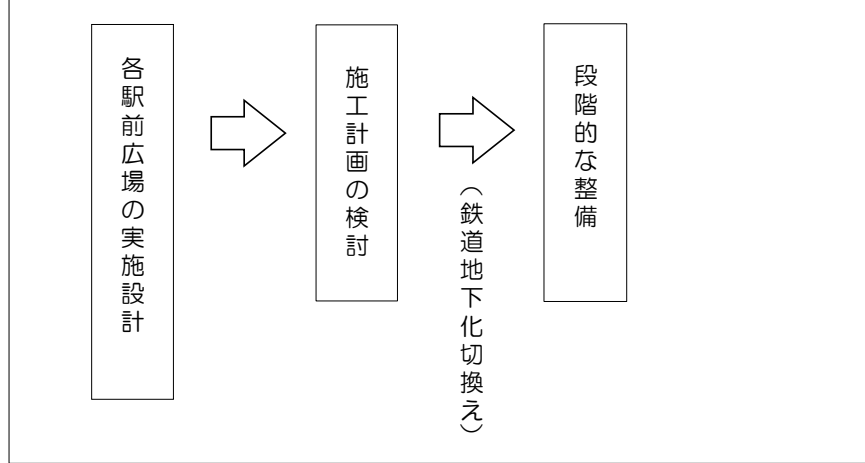 各駅前広場の実施設計
施工計画の検討
（鉄道地下化切換え）
段階的な整備